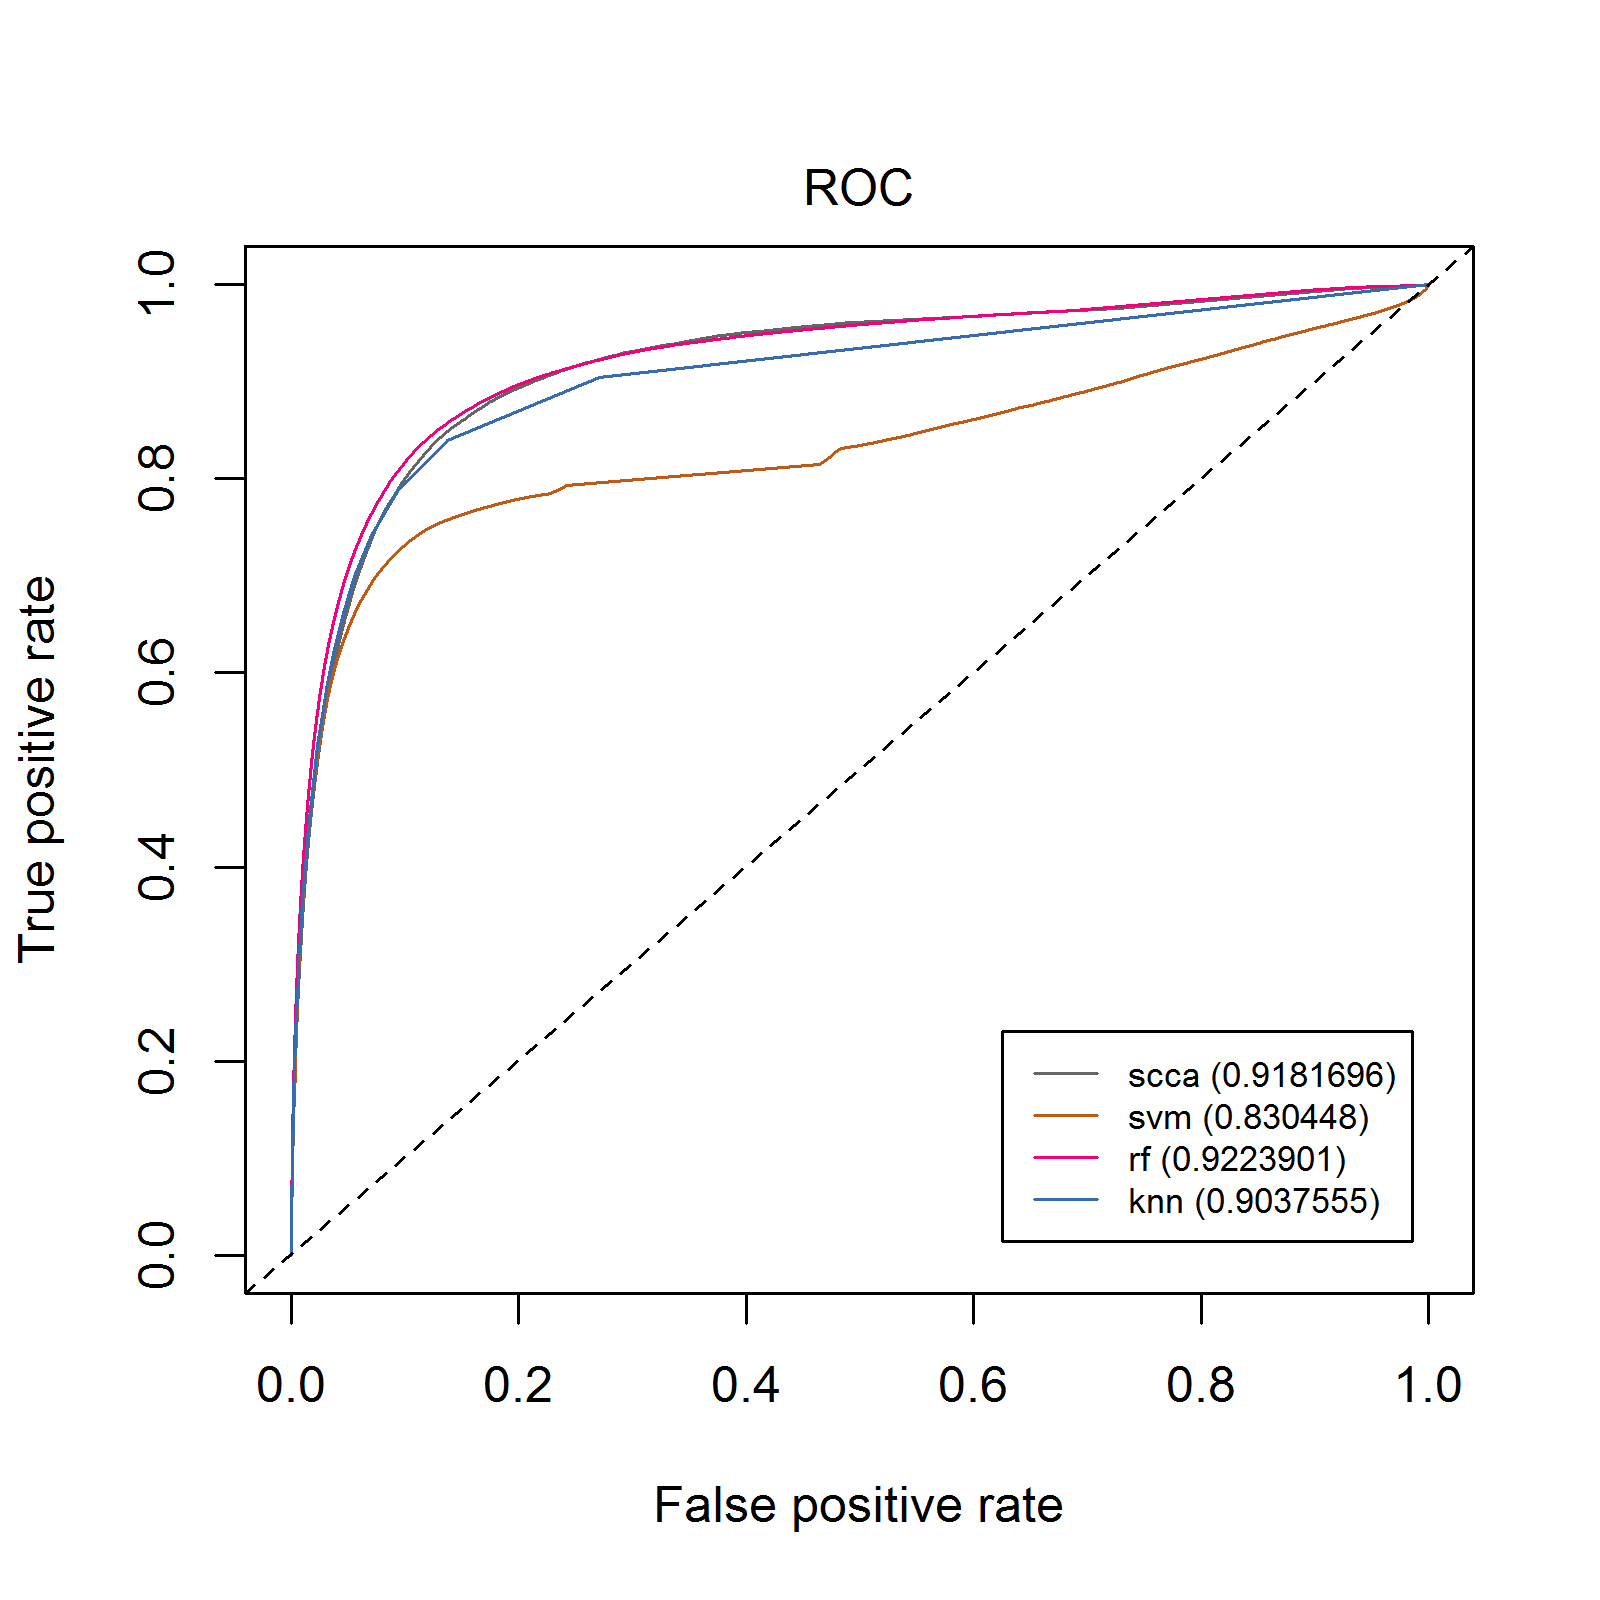 ROC
True positive rate
1.0
0.8
0.6
0.4
0.2
0.0
scca (0.9181696)
svm (0.830448)
rf (0.9223901)
knn (0.9037555)
0.0 0.2 0.4 0.6 0.8 1.0
False positive rate